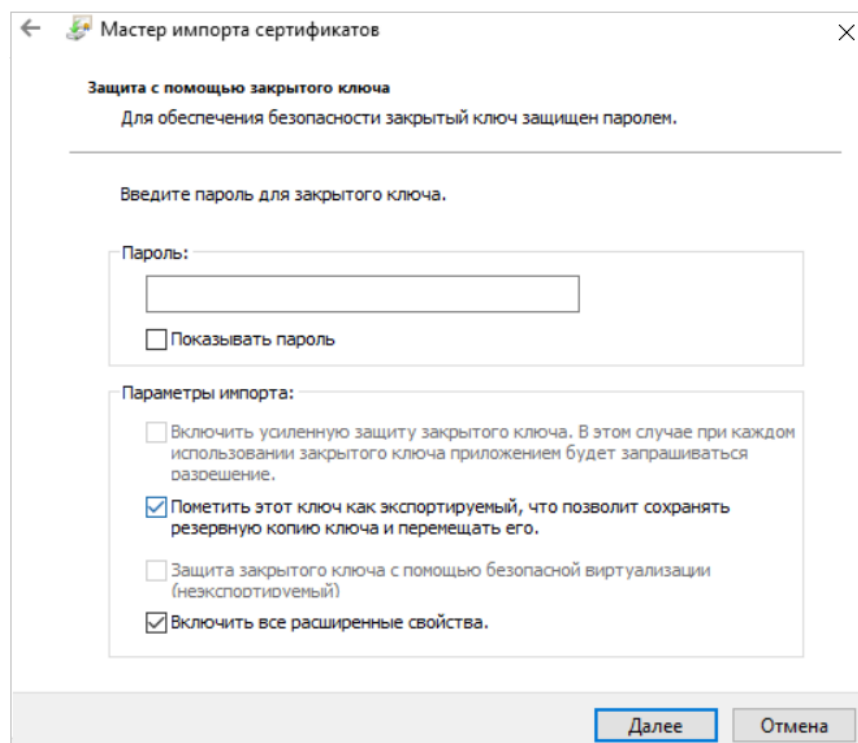 Мастер импорта сертификатов
Защита с помощью закрытого ключа
Для обеспечения безопасности закрытый ключ защищен паролем.
Введите пароль для закрытого ключа.
Пароль:
Показывать пароль
Параметры импорта:
Включить усиленную защиту закрытого ключа. В этом случае при каждом
использовании закрытого ключа приложением будет запрашиваться
разрешение.
Пометить этот ключ как экспортируемый, что позволит сохранять
резервную копию ключа и перемещать его.
Защита закрытого ключа с помощью безопасной виртуализации
(неэкспортируемый)
Включить все расширенные свойства.
Далее
Отмена